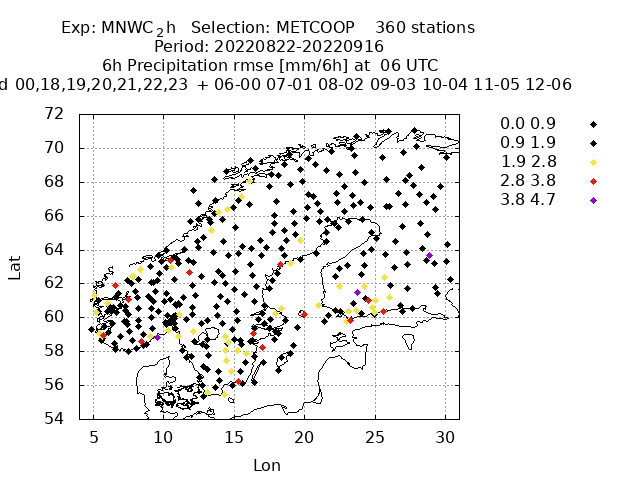 Exp: MNWC2h Selection: METCOOP 360 stations
Period: 20220822-20220916
6h Precipitation rmse [mm/6h] at 06 UTC
d 00,18,19,20,21,22,23 + 06-00 07-01 08-02 09-03 10-04 11-05 12-06
72
70
68
66
64
62
60
58
56
54
Lat
5 10 15 20 25 30
Lon
0.0 0.9
0.9 1.9
1.9 2.8
2.8 3.8
3.8 4.7